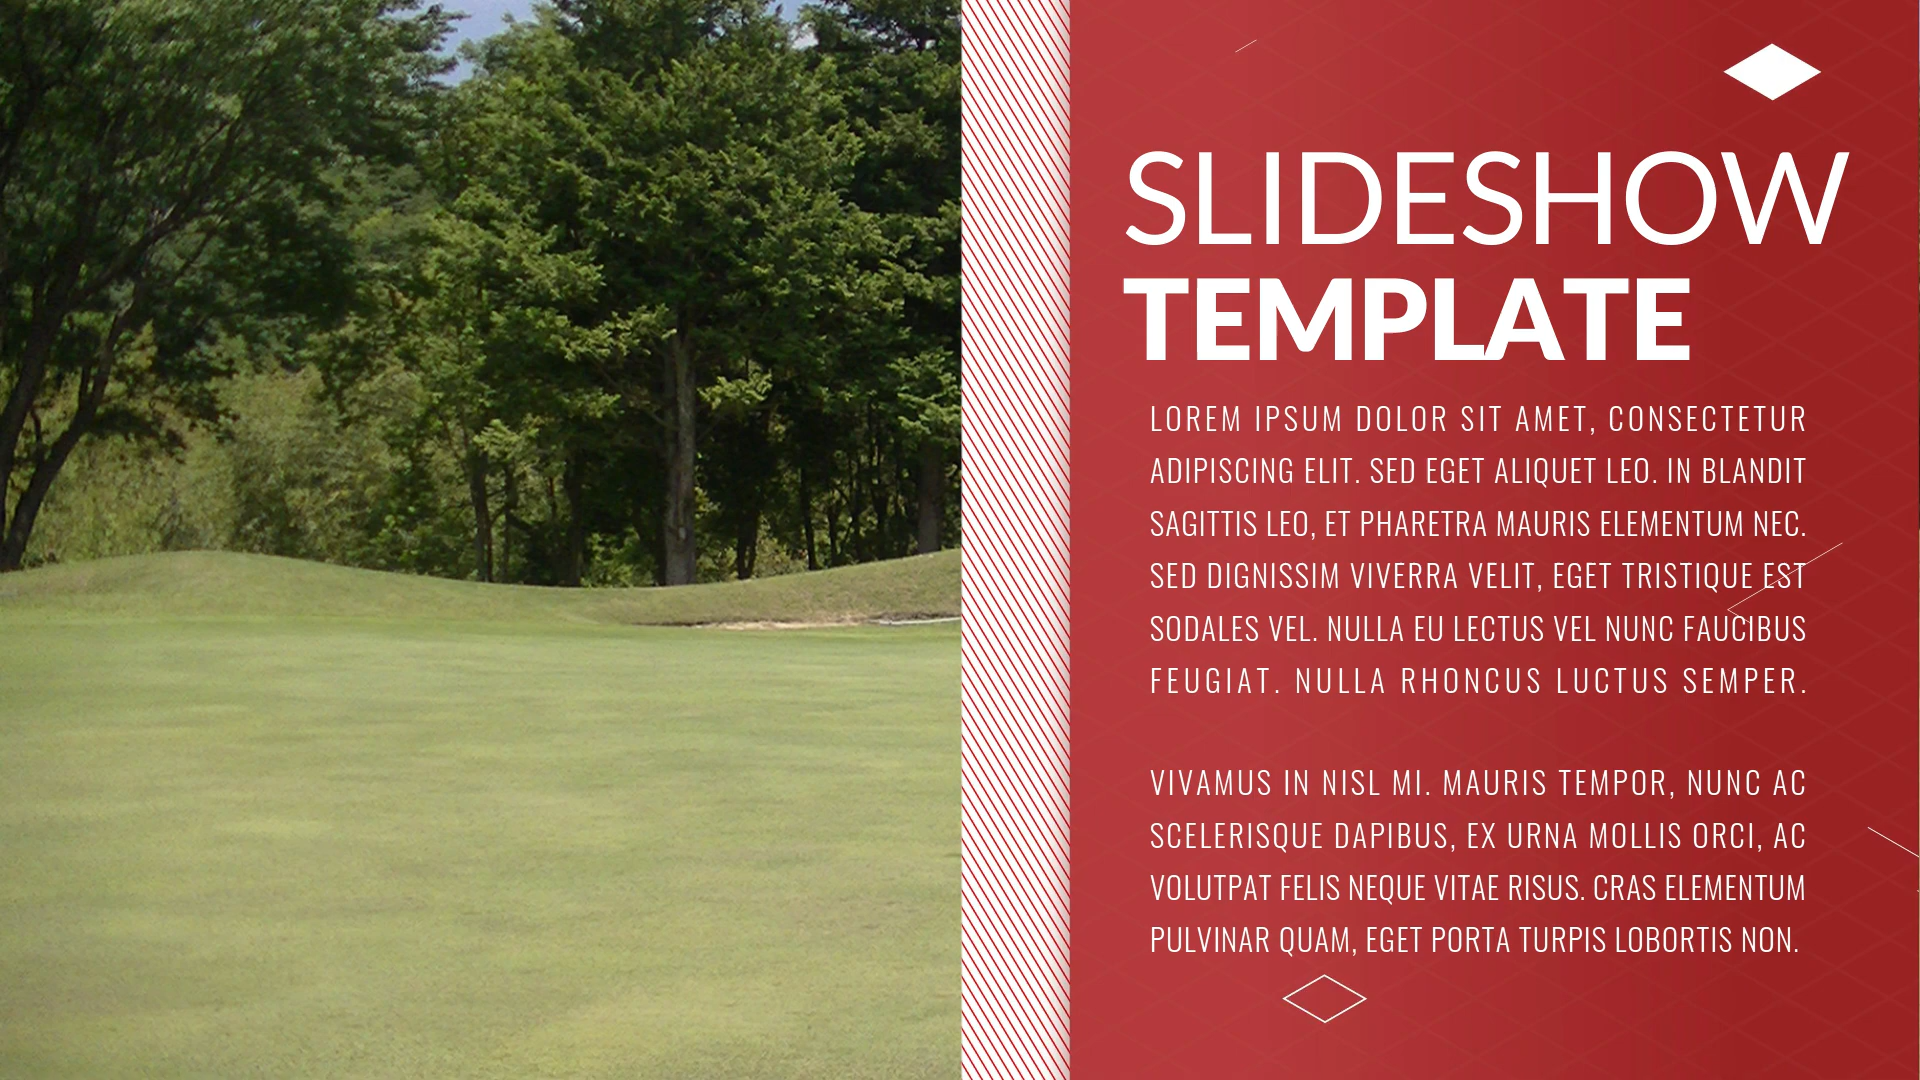 SLIDESHOW
TEMPLATE
LOREM IPSUM DOLOR SIT AMET, CONSECTETUR
ADIPISCING ELIT. SED EGET ALIQUET LEO. IN BLANDIT
SAGITTIS LEO, ET PHARETRA MAURIS ELEMENTUM NEC.
SED DIGNISSIM VIVERRA VELIT, EGET TRISTIQUE EST
SODALES VEL. NULLA EU LECTUS VEL NUNC FAUCIBUS
FEUGIAT. NULLA RHONCUS LUCTUS SEMPER.
VIVAMUS IN NISL MI. MAURIS TEMPOR, NUNC AC
SCELERISQUE DAPIBUS, EX URNA MOLLIS ORCI, AC
VOLUTPAT FELIS NEQUE VITAE RISUS. CRAS ELEMENTUM
PULVINAR QUAM, EGET PORTA TURPIS LOBORTIS NON.